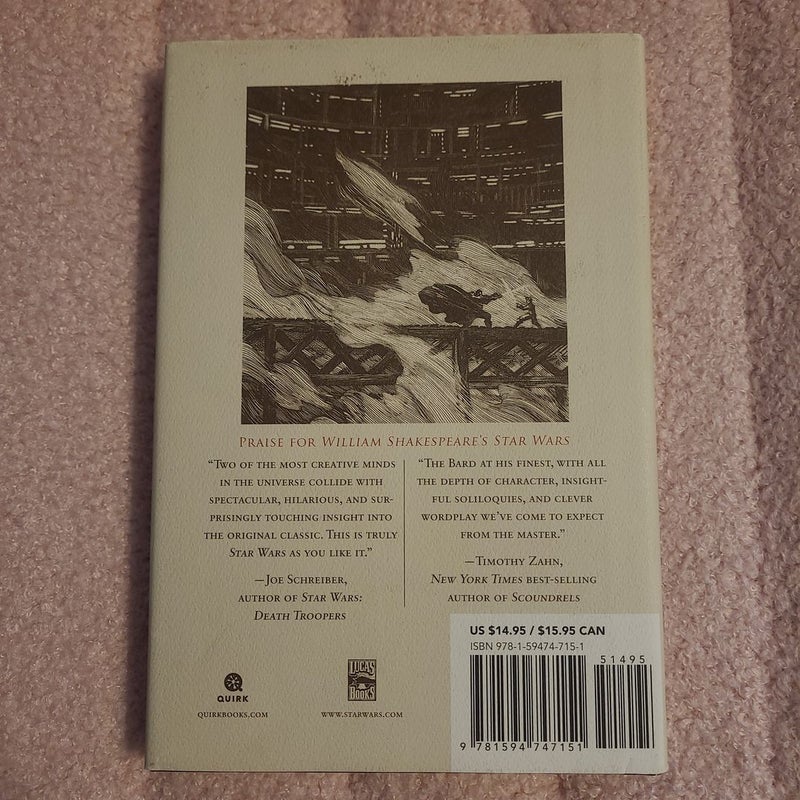 Praise for William Shakespeare's Star Wars
“Two of the most creative minds
in the universe collide with
spectacular, hilarious, and sur-
prisingly touching insight into
the original classic. This is truly
Star Wars as you like it.”
—Joe Schreiber,
author of Star Wars:
Death Troopers
“The Bard at his finest, with all
the depth of character, insight-
ful soliloquies, and clever
wordplay we’ve come to expect
from the master.”
—Timothy Zahn,
New York Times best-selling
author of Scoundrels
QUIRK
quirkbooks.com
LUCAS
BOOKS
www.starwars.com
US $14.95 / $15.95 CAN
ISBN 978-1-59474-715-1
51495
9 781594 747151